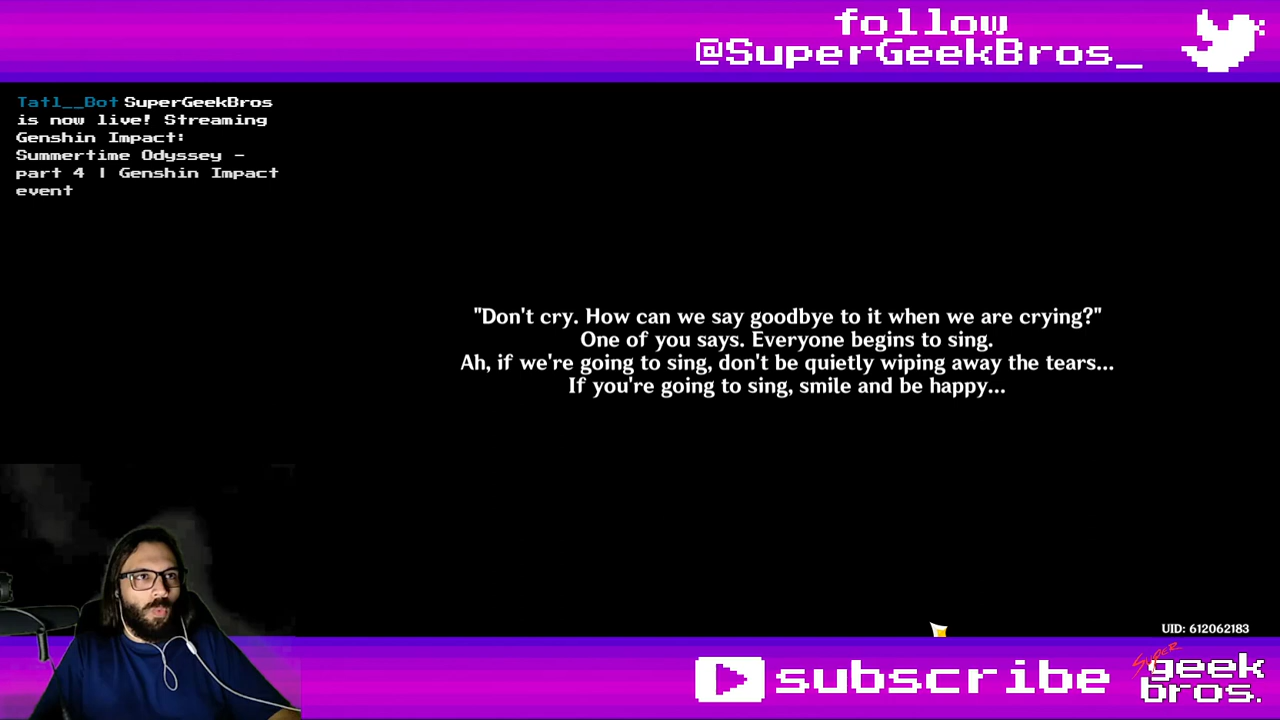 follow
@SuperGeekBros_
Tatl__Bot SuperGeekBros
is now live! Streaming
Genshin Impact:
Summertime Odyssey -
part 4 | Genshin Impact
event
"Don't cry. How can we say goodbye to it when we are crying?"
One of you says. Everyone begins to sing.
Ah, if we're going to sing, don't be quietly wiping away the tears...
If you're going to sing, smile and be happy...
UID: 612062183
subscribe
super
geek
bros.